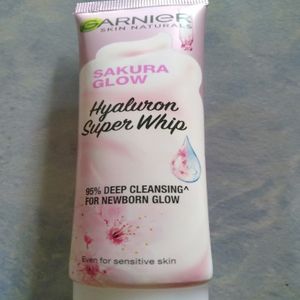 GARNIER
SKIN NATURALS
SAKURA
GLOW
Hyaluron
Super Whip
95% DEEP CLEANSING^
FOR NEWBORN GLOW
Even for sensitive skin